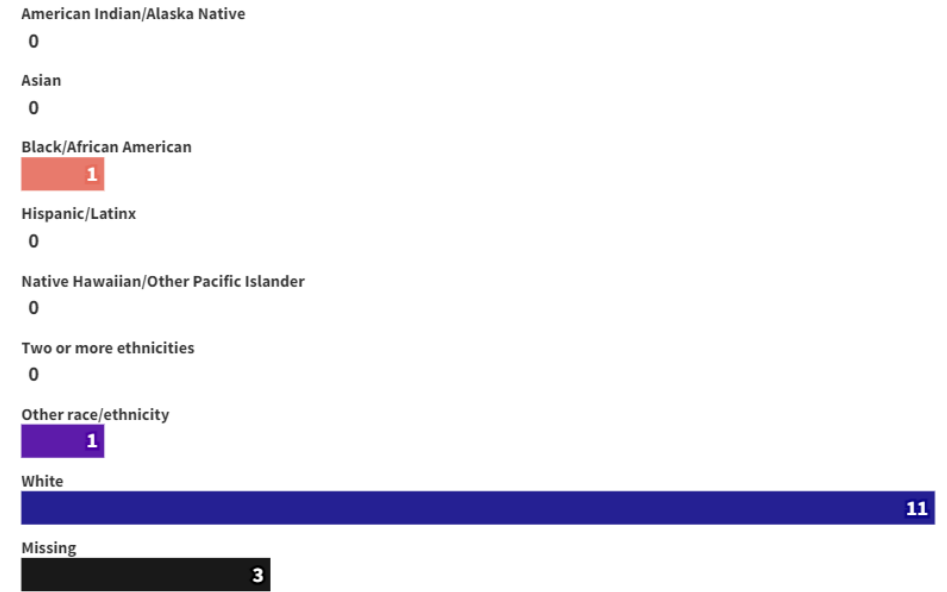 American Indian/Alaska Native
0
Asian
0
Black/African American
1
Hispanic/Latinx
0
Native Hawaiian/Other Pacific Islander
0
Two or more ethnicities
0
Other race/ethnicity
1
White
11
Missing
3